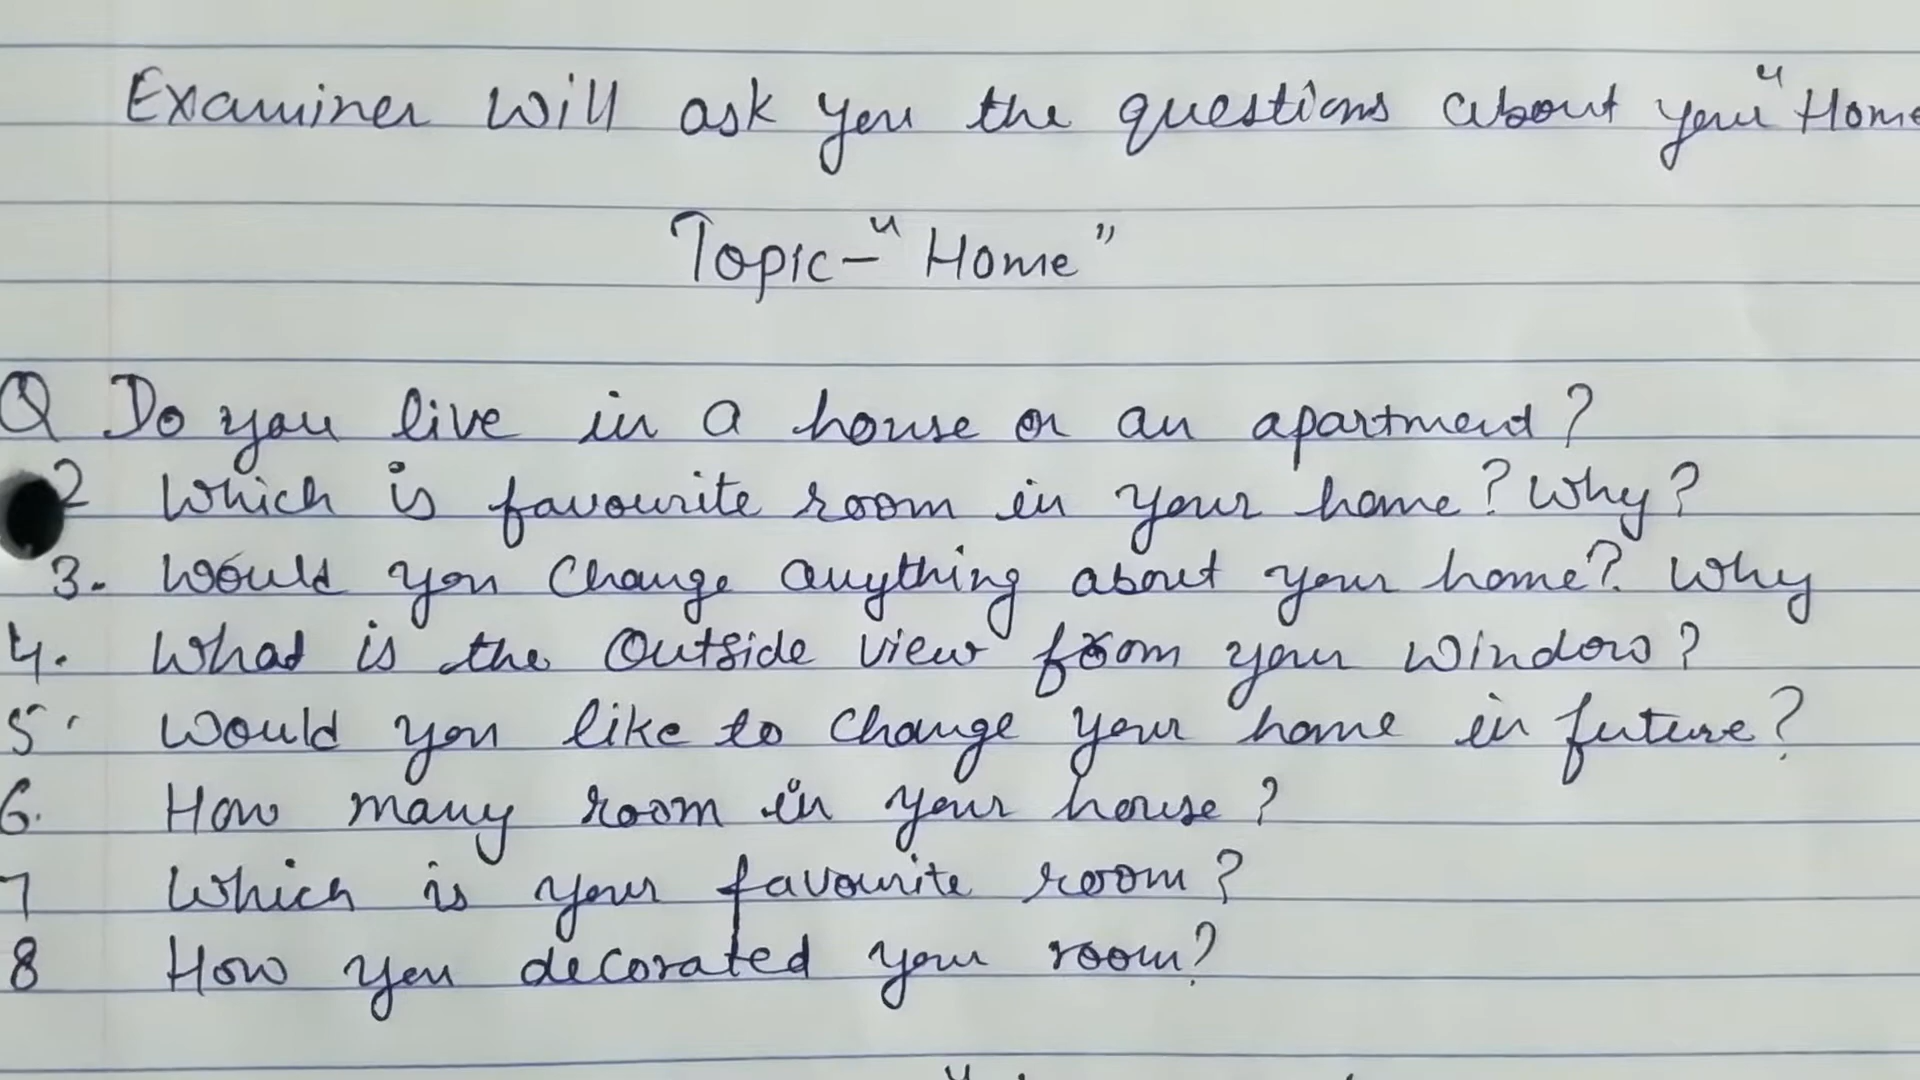 Examiner will ask you the questions about your "Home
Topic - "Home"
Q Do you live in a house or an apartment?
2 Which is favourite room in your home? Why?
3. Would you change anything about your home? Why
4. What is the outside view from your window?
5. Would you like to change your home in future?
6. How many room in your house?
7 Which is your favourite room?
8 How you decorated your room?